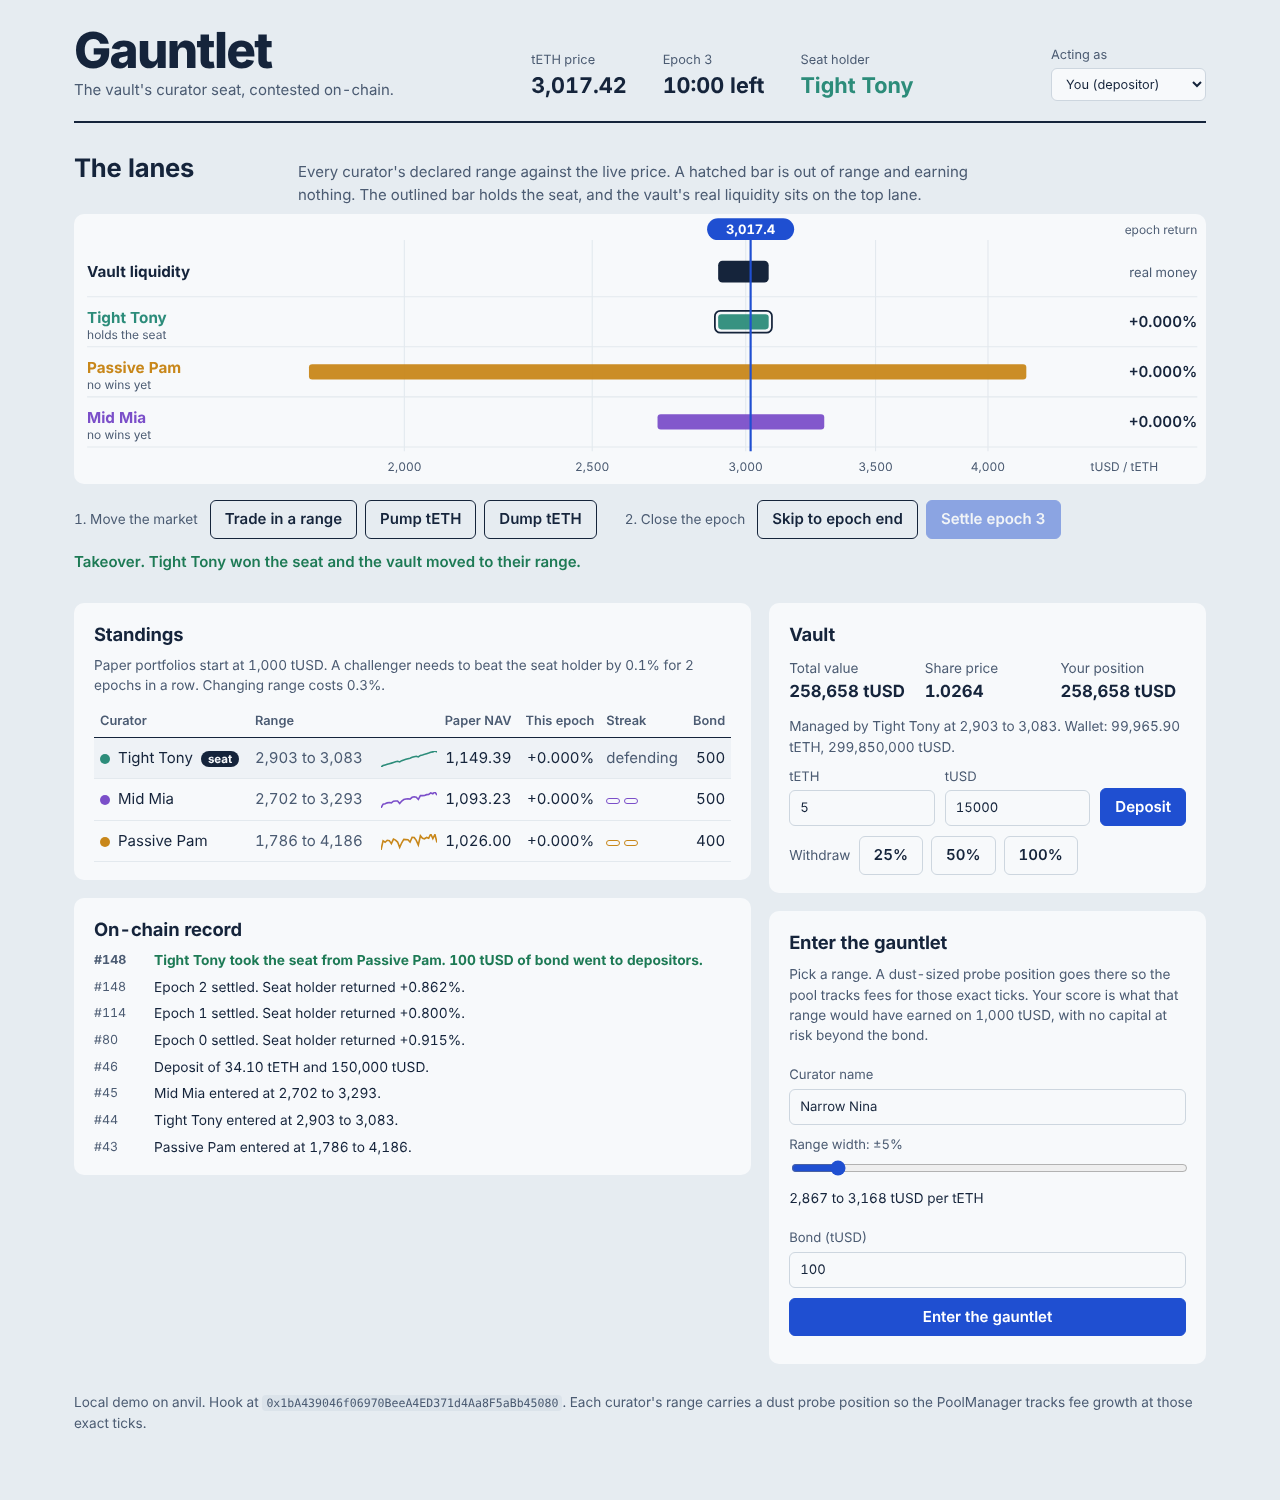 Gauntlet
The vault's curator seat, contested on-chain.
tETH price
3,017.42
Epoch 3
10:00 left
Seat holder
Tight Tony
Acting as
You (depositor)
The lanes
Every curator's declared range against the live price. A hatched bar is out of range and earning
nothing. The outlined bar holds the seat, and the vault's real liquidity sits on the top lane.
3,017.4
epoch return
Vault liquidity
real money
Tight Tony
holds the seat
+0.000%
Passive Pam
no wins yet
+0.000%
Mid Mia
no wins yet
+0.000%
2,000 2,500 3,000 3,500 4,000 tUSD / tETH
1. Move the market Trade in a range Pump tETH Dump tETH 2. Close the epoch Skip to epoch end Settle epoch 3
Takeover. Tight Tony won the seat and the vault moved to their range.
Standings
Paper portfolios start at 1,000 tUSD. A challenger needs to beat the seat holder by 0.1% for 2
epochs in a row. Changing range costs 0.3%.
Curator Range Paper NAV This epoch Streak Bond
Tight Tony seat 2,903 to 3,083 1,149.39 +0.000% defending 500
Mid Mia 2,702 to 3,293 1,093.23 +0.000% 500
Passive Pam 1,786 to 4,186 1,026.00 +0.000% 400
On-chain record
#148 Tight Tony took the seat from Passive Pam. 100 tUSD of bond went to depositors.
#148 Epoch 2 settled. Seat holder returned +0.862%.
#114 Epoch 1 settled. Seat holder returned +0.800%.
#80 Epoch 0 settled. Seat holder returned +0.915%.
#46 Deposit of 34.10 tETH and 150,000 tUSD.
#45 Mid Mia entered at 2,702 to 3,293.
#44 Tight Tony entered at 2,903 to 3,083.
#43 Passive Pam entered at 1,786 to 4,186.
Vault
Total value Share price Your position
258,658 tUSD 1.0264 258,658 tUSD
Managed by Tight Tony at 2,903 to 3,083. Wallet: 99,965.90
tETH, 299,850,000 tUSD.
tETH tUSD
5 15000 Deposit
Withdraw 25% 50% 100%
Enter the gauntlet
Pick a range. A dust-sized probe position goes there so the
pool tracks fees for those exact ticks. Your score is what that
range would have earned on 1,000 tUSD, with no capital at
risk beyond the bond.
Curator name
Narrow Nina
Range width: ±5%
2,867 to 3,168 tUSD per tETH
Bond (tUSD)
100
Enter the gauntlet
Local demo on anvil. Hook at 0x1bA439046f06970BeeA4ED371d4Aa8F5aBb45080. Each curator's range carries a dust probe position so the PoolManager tracks fee growth at those
exact ticks.